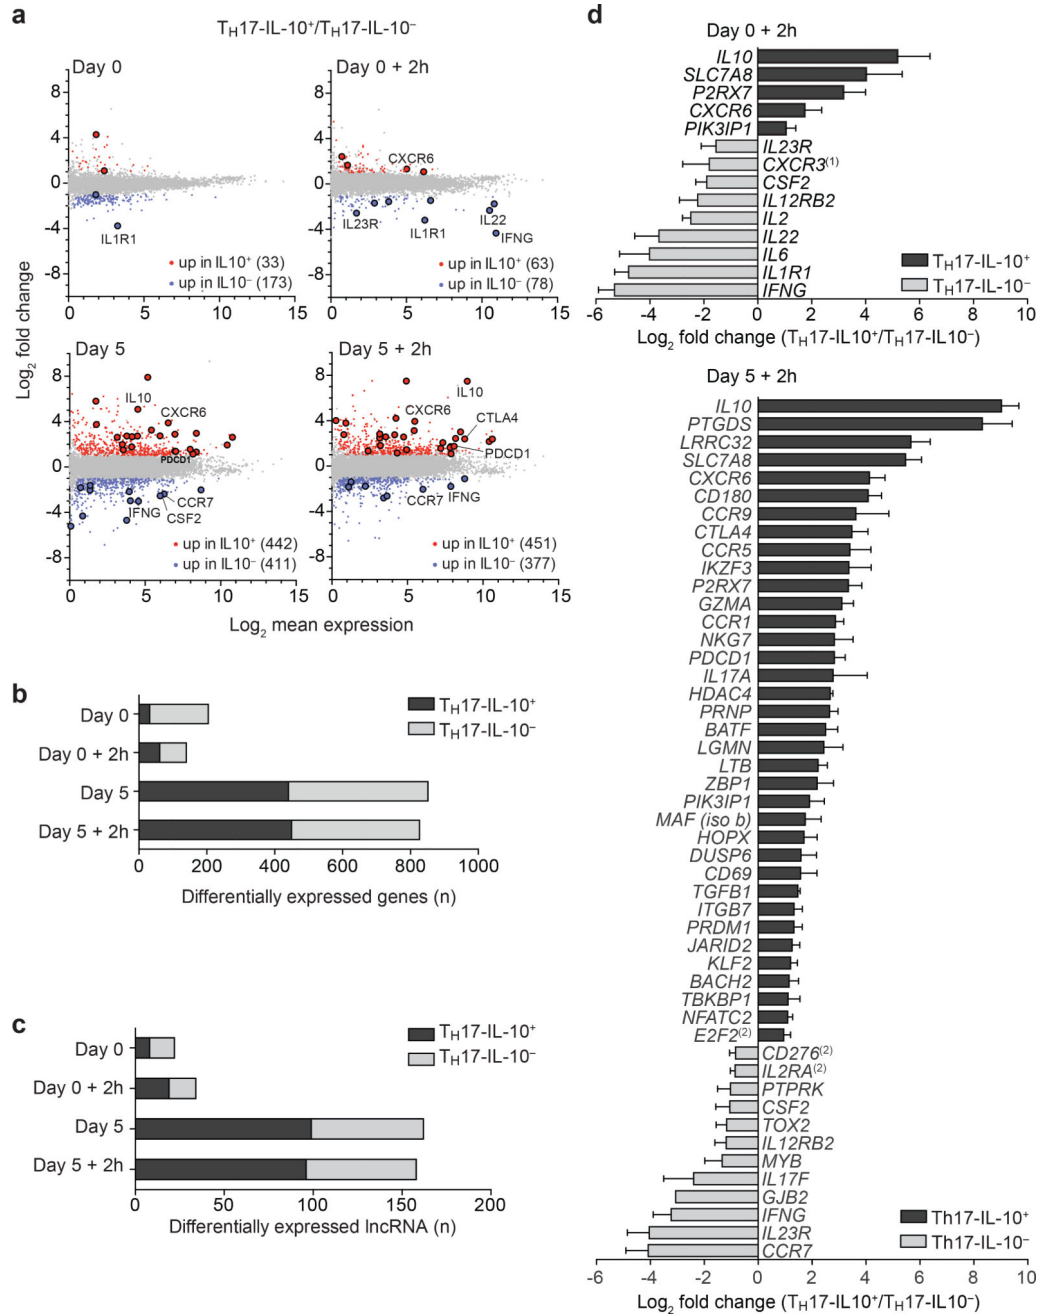 a
T_H17-IL-10⁺/T_H17-IL-10⁻
Day 0
Day 0 + 2h
8
4
0
-4
-8
0 5 10 15
IL1R1
up in IL10⁺ (33)
up in IL10⁻ (173)
8
4
0
-4
-8
0 5 10 15
CXCR6
IL23R
IL1R1
IL22
IFNG
up in IL10⁺ (63)
up in IL10⁻ (78)
Log₂ fold change
Day 5
Day 5 + 2h
8
4
0
-4
-8
0 5 10 15
IL10
CXCR6
PDCD1
IFNG
CCR7
CSF2
up in IL10⁺ (442)
up in IL10⁻ (411)
8
4
0
-4
-8
0 5 10 15
IL10
CXCR6
CTLA4
PDCD1
CCR7
IFNG
up in IL10⁺ (451)
up in IL10⁻ (377)
Log₂ mean expression
b
T_H17-IL-10⁺
T_H17-IL-10⁻
Day 0
Day 0 + 2h
Day 5
Day 5 + 2h
0 200 400 600 800 1000
Differentially expressed genes (n)
c
T_H17-IL-10⁺
T_H17-IL-10⁻
Day 0
Day 0 + 2h
Day 5
Day 5 + 2h
0 50 100 150 200
Differentially expressed lncRNA (n)
d
Day 0 + 2h
IL10
SLC7A8
P2RX7
CXCR6
PIK3IP1
IL23R
CXCR3⁽¹⁾
CSF2
IL12RB2
IL2
IL22
IL6
IL1R1
IFNG
T_H17-IL-10⁺
T_H17-IL-10⁻
-6 -4 -2 0 2 4 6 8 10
Log₂ fold change (T_H17-IL10⁺/T_H17-IL10⁻)
Day 5 + 2h
IL10
PTGDS
LRRC32
SLC7A8
CXCR6
CD180
CCR9
CTLA4
CCR5
IKZF3
P2RX7
GZMA
CCR1
NKG7
PDCD1
IL17A
HDAC4
PRNP
BATF
LGMN
LTB
ZBP1
PIK3IP1
MAF (iso b)
HOPX
DUSP6
CD69
TGFB1
ITGB7
PRDM1
JARID2
KLF2
BACH2
TBKBP1
NFATC2
E2F2⁽²⁾
CD276⁽²⁾
IL2RA⁽²⁾
PTPRK
CSF2
TOX2
IL12RB2
MYB
IL17F
GJB2
IFNG
IL23R
CCR7
Th17-IL-10⁺
Th17-IL-10⁻
-6 -4 -2 0 2 4 6 8 10
Log₂ fold change (T_H17-IL10⁺/T_H17-IL10⁻)